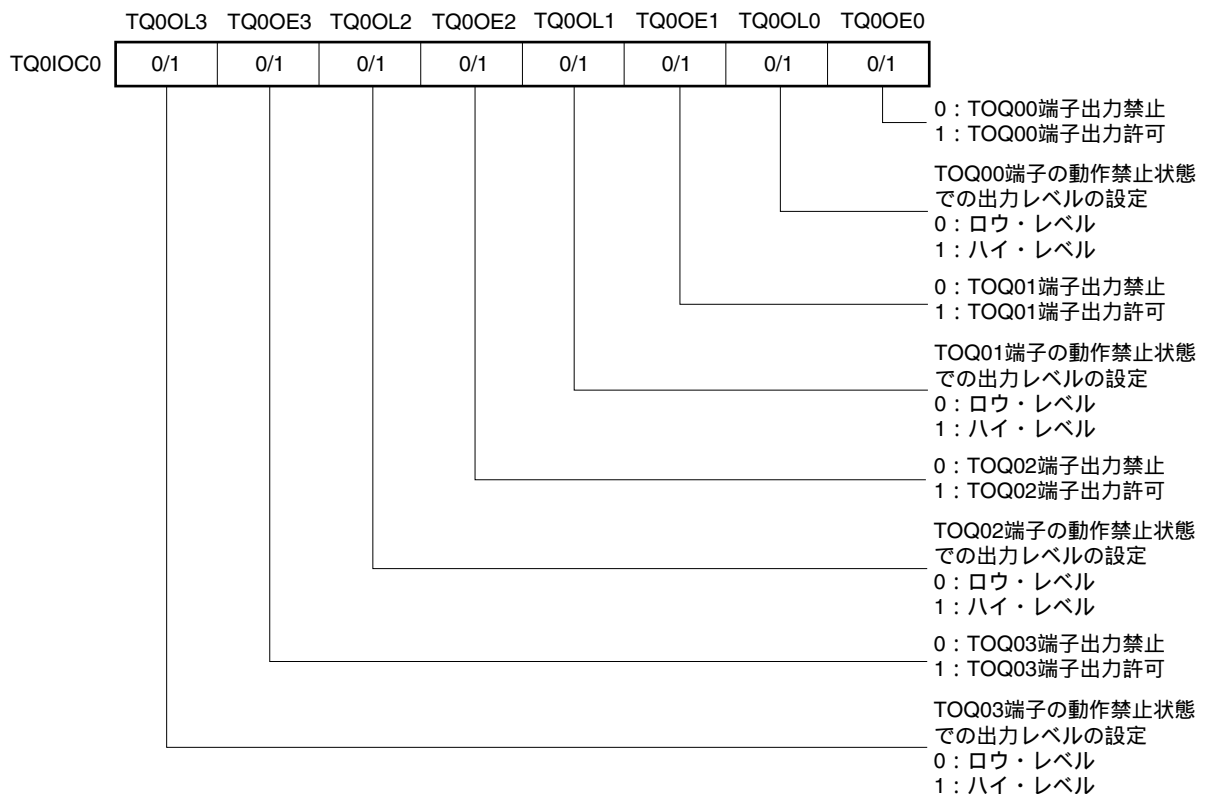 TQ0OL3 TQ0OE3 TQ0OL2 TQ0OE2 TQ0OL1 TQ0OE1 TQ0OL0 TQ0OE0
TQ0IOC0 0/1 0/1 0/1 0/1 0/1 0/1 0/1 0/1
0：TOQ00端子出力禁止
1：TOQ00端子出力許可
TOQ00端子の動作禁止状態
での出力レベルの設定
0：ロウ・レベル
1：ハイ・レベル
0：TOQ01端子出力禁止
1：TOQ01端子出力許可
TOQ01端子の動作禁止状態
での出力レベルの設定
0：ロウ・レベル
1：ハイ・レベル
0：TOQ02端子出力禁止
1：TOQ02端子出力許可
TOQ02端子の動作禁止状態
での出力レベルの設定
0：ロウ・レベル
1：ハイ・レベル
0：TOQ03端子出力禁止
1：TOQ03端子出力許可
TOQ03端子の動作禁止状態
での出力レベルの設定
0：ロウ・レベル
1：ハイ・レベル